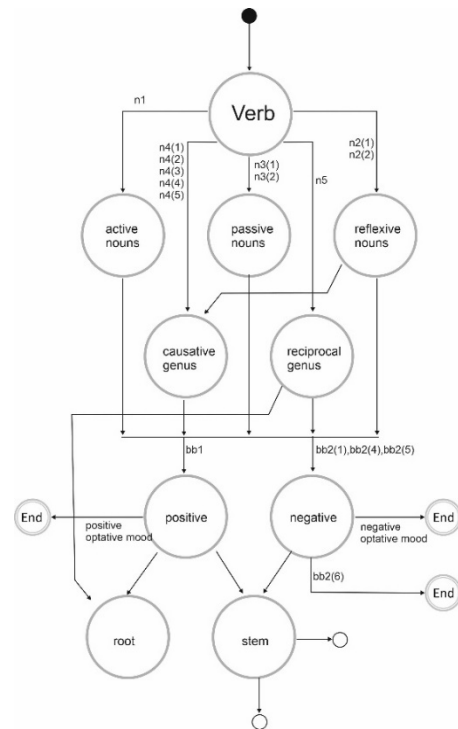 Verb
n1
n4(1)
n4(2)
n4(3)
n4(4)
n4(5)
n3(1)
n3(2)
n5
n2(1)
n2(2)
active
nouns
passive
nouns
reflexive
nouns
causative
genus
reciprocal
genus
bb1
bb2(1),bb2(4),bb2(5)
End
positive
optative mood
positive
negative
negative
optative mood
End
bb2(6)
End
root
stem